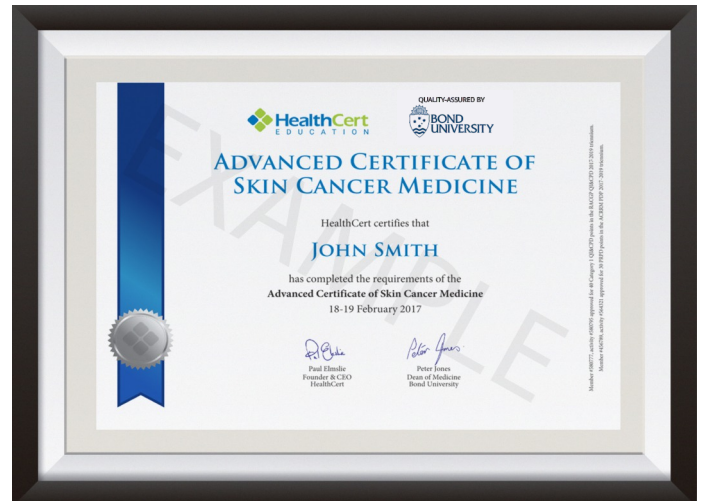 HealthCert
EDUCATION
QUALITY-ASSURED BY
BOND
UNIVERSITY
ADVANCED CERTIFICATE OF
SKIN CANCER MEDICINE
HealthCert certifies that
JOHN SMITH
has completed the requirements of the
Advanced Certificate of Skin Cancer Medicine
18-19 February 2017
Paul Elmslie
Founder & CEO
HealthCert
Peter Jones
Peter Jones
Dean of Medicine
Bond University
EXAMPLE